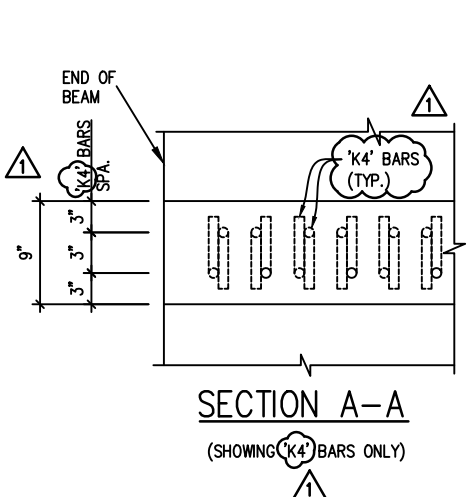 END OF
BEAM
1
1
'K4' BARS
SPA.
'K4' BARS
(TYP.)
9"
3"
3"
3"
SECTION A-A
(SHOWING 'K4' BARS ONLY)
1